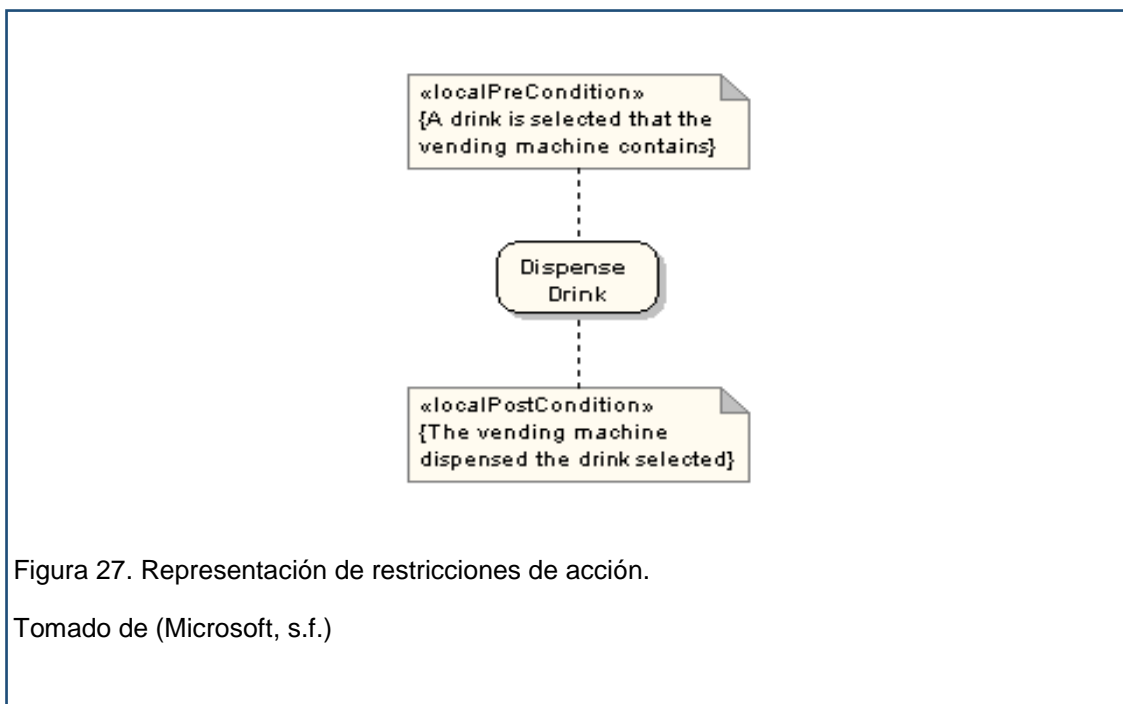 «localPreCondition»
{A drink is selected that the
vending machine contains}
Dispense
Drink
«localPostCondition»
{The vending machine
dispensed the drink selected}
Figura 27. Representación de restricciones de acción.
Tomado de (Microsoft, s.f.)